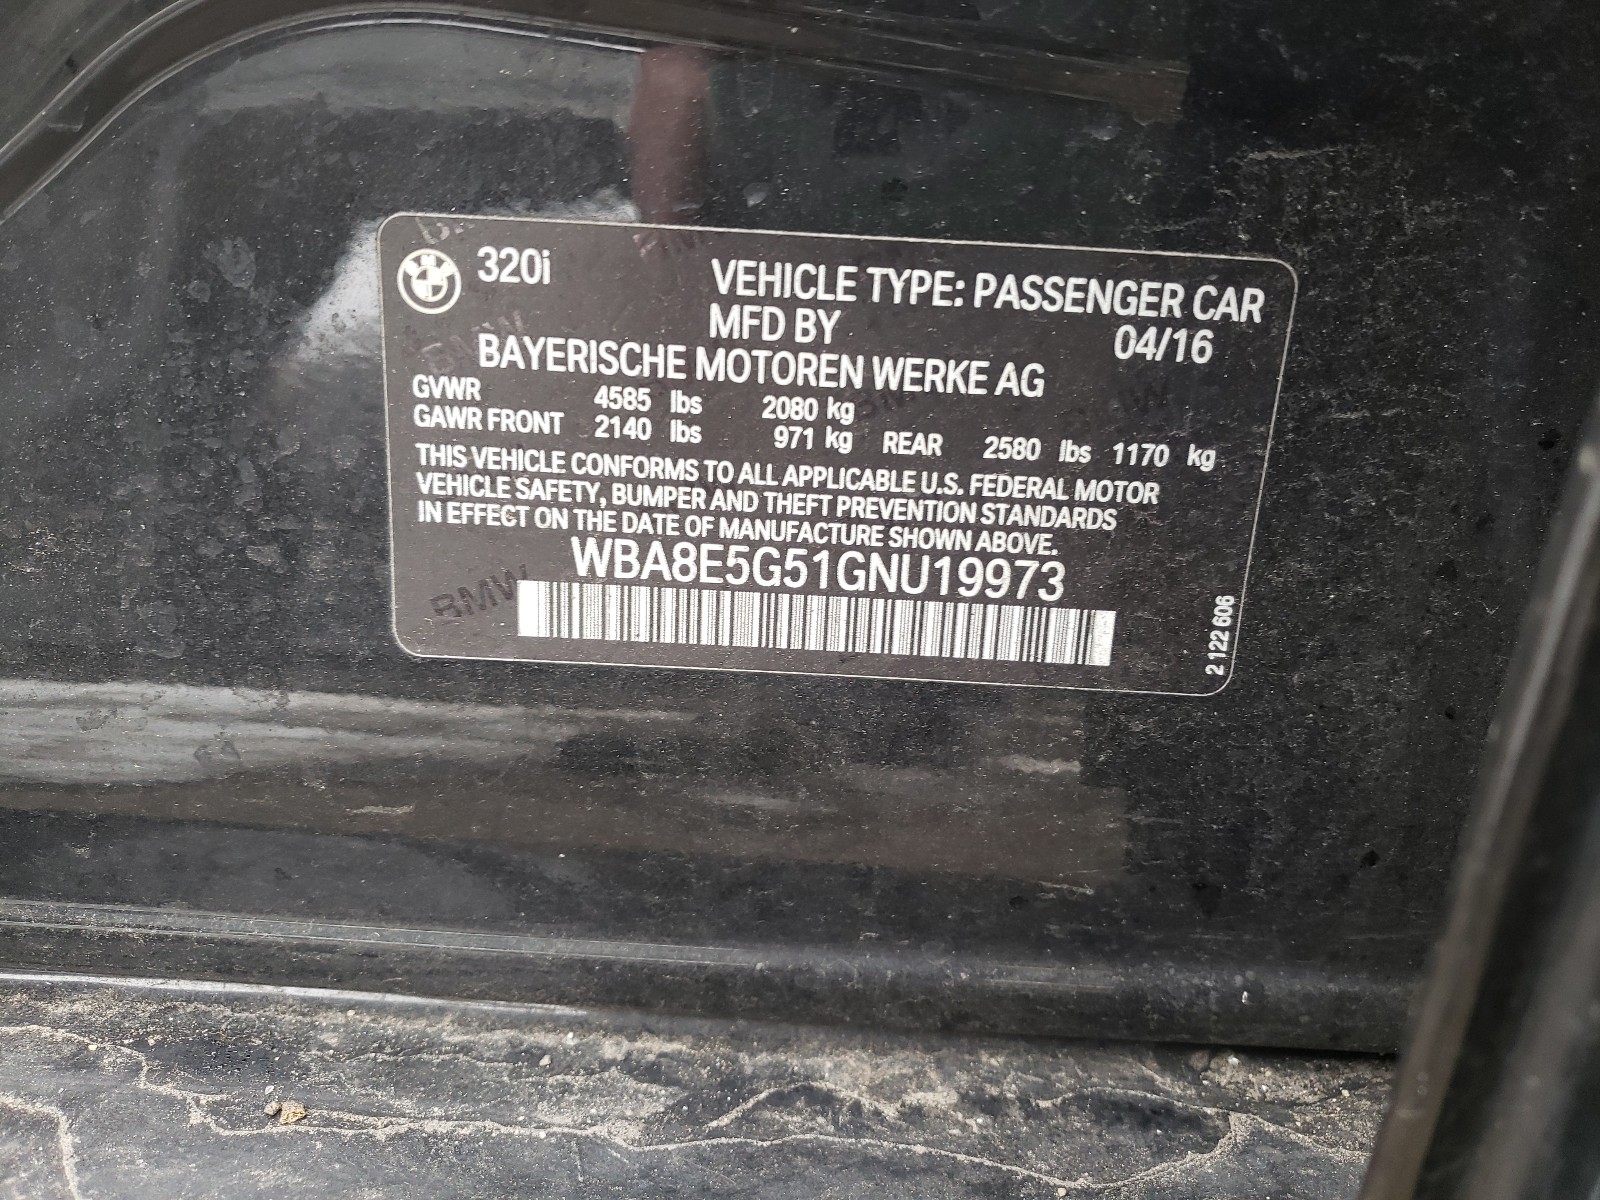 320i
VEHICLE TYPE: PASSENGER CAR
MFD BY 04/16
BAYERISCHE MOTOREN WERKE AG
GVWR 4585 lbs 2080 kg
GAWR FRONT 2140 lbs 971 kg REAR 2580 lbs 1170 kg
THIS VEHICLE CONFORMS TO ALL APPLICABLE U.S. FEDERAL MOTOR
VEHICLE SAFETY, BUMPER AND THEFT PREVENTION STANDARDS
IN EFFECT ON THE DATE OF MANUFACTURE SHOWN ABOVE.
WBA8E5G51GNU19973
BMW
2 122 606